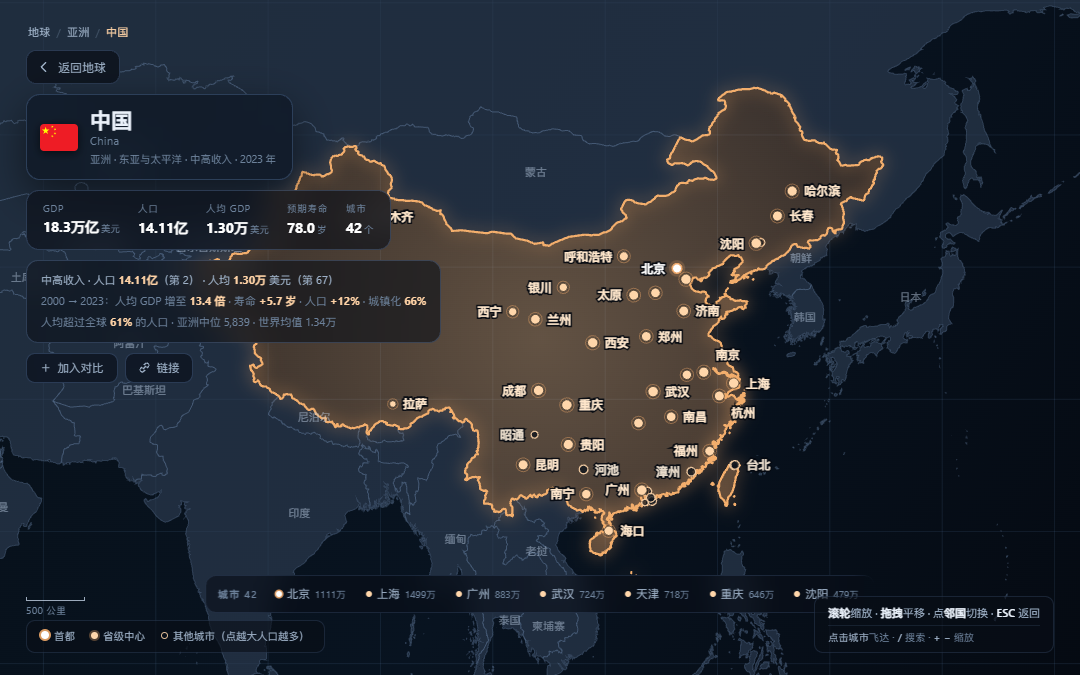 地球 / 亚洲 / 中国
返回地球
中国
China
亚洲 · 东亚与太平洋 · 中高收入 · 2023 年
GDP 人口 人均 GDP 预期寿命 城市
18.3万亿 美元 14.11亿 1.30万 美元 78.0 岁 42 个
中高收入 · 人口 14.11亿（第 2） · 人均 1.30万 美元（第 67）
2000 → 2023：人均 GDP 增至 13.4 倍 · 寿命 +5.7 岁 · 人口 +12% · 城镇化 66%
人均超过全球 61% 的人口 · 亚洲中位 5,839 · 世界均值 1.34万
+ 加入对比
链接
蒙古
木齐
哈尔滨
长春
沈阳
呼和浩特
北京
朝鲜
银川
太原
日本
西宁
兰州
济南
韩国
西安
郑州
南京
巴基斯坦
成都
武汉
上海
拉萨
重庆
杭州
尼泊尔
南昌
昭通
贵阳
福州
昆明
河池
漳州
台北
南宁
广州
印度
海口
缅甸
老挝
泰国
柬埔寨
城市 42 北京 1111万 上海 1499万 广州 883万 武汉 724万 天津 718万 重庆 646万 沈阳 479万
500 公里
首都 省级中心 其他城市（点越大人口越多）
滚轮缩放 · 拖拽平移 · 点邻国切换 · ESC 返回
点击城市飞达 · / 搜索 · + − 缩放